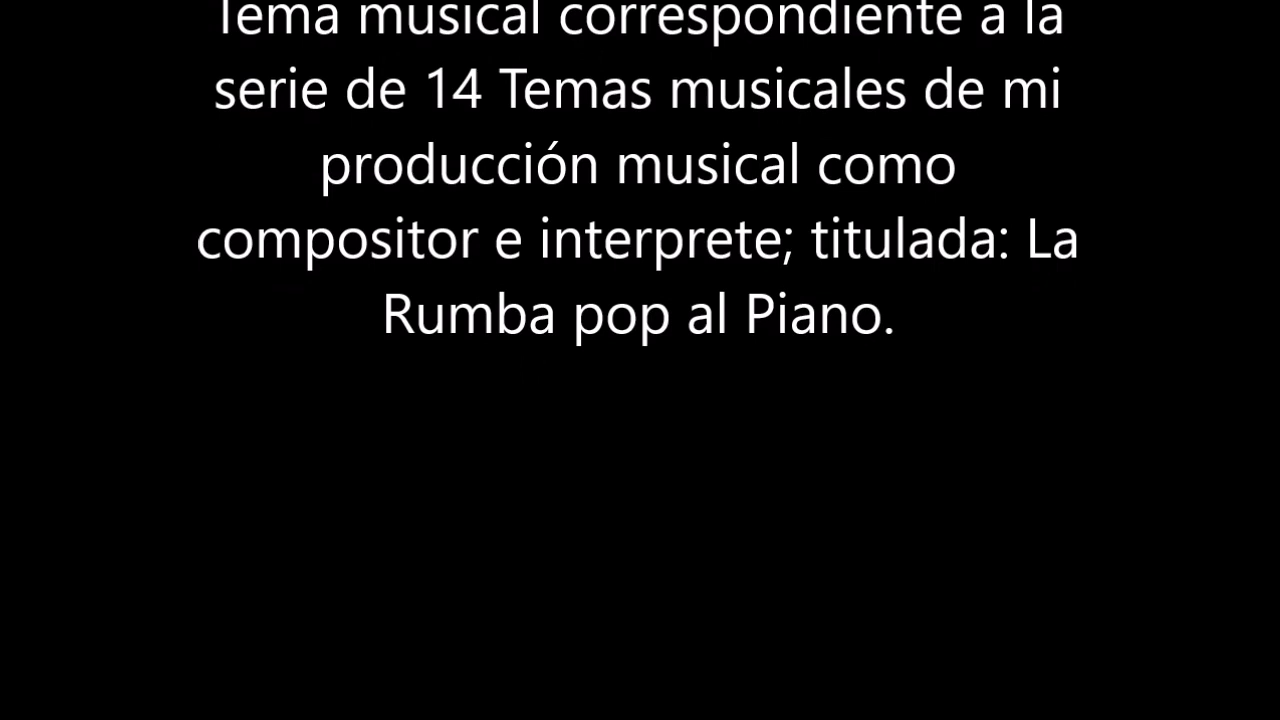 Tema musical correspondiente a la
serie de 14 Temas musicales de mi
producción musical como
compositor e interprete; titulada: La
Rumba pop al Piano.